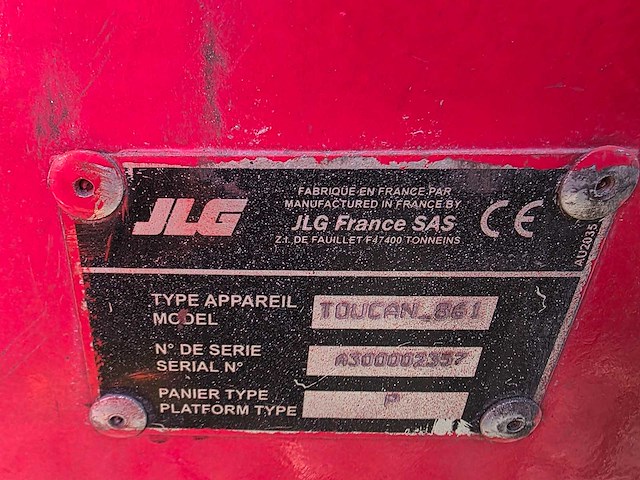 JLG
FABRIQUE EN FRANCE PAR
MANUFACTURED IN FRANCE BY
JLG France SAS
Z.I. DE FAUILLET F47400 TONNEINS
CE
AU2035
TYPE APPAREIL
MODEL
TOUCAN_861
N° DE SERIE
SERIAL N°
A300002357
PANIER TYPE
PLATFORM TYPE
P